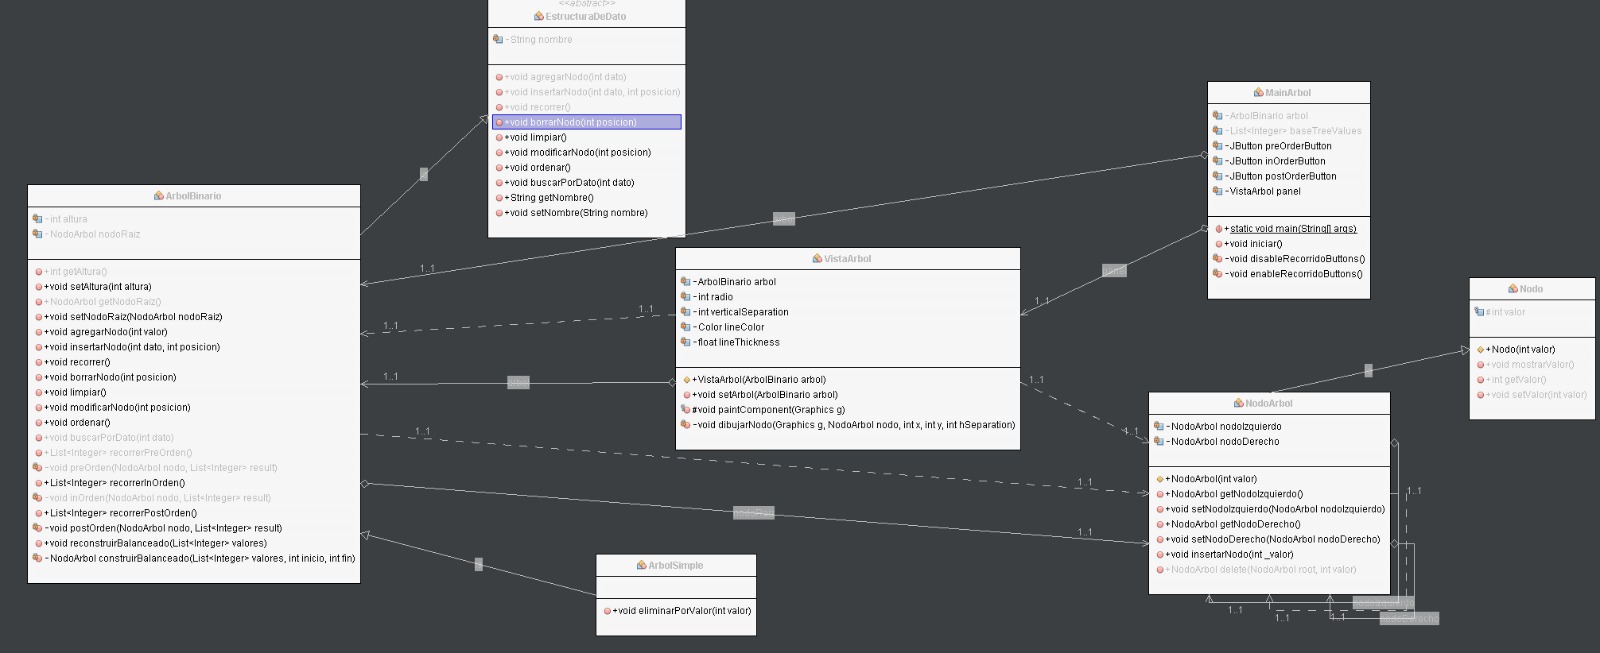 <<abstract>>
EstructuraDeDato
-String nombre
+void agregarNodo(int dato)
+void insertarNodo(int dato, int posicion)
+void recorrer()
+void borrarNodo(int posicion)
+void limpiar()
+void modificarNodo(int posicion)
+void ordenar()
+void buscarPorDato(int dato)
+String getNombre()
+void setNombre(String nombre)
MainArbol
-ArbolBinario arbol
-List<Integer> baseTreeValues
-JButton preOrderButton
-JButton inOrderButton
-JButton postOrderButton
-VistaArbol panel
+static void main(String[] args)
+void iniciar()
-void disableRecorridoButtons()
-void enableRecorridoButtons()
ArbolBinario
-int altura
-NodoArbol nodoRaiz
+int getAltura()
+void setAltura(int altura)
+NodoArbol getNodoRaiz()
+void setNodoRaiz(NodoArbol nodoRaiz)
+void agregarNodo(int valor)
+void insertarNodo(int dato, int posicion)
+void recorrer()
+void borrarNodo(int posicion)
+void limpiar()
+void modificarNodo(int posicion)
+void ordenar()
+void buscarPorDato(int dato)
+List<Integer> recorrerPreOrden()
-void preOrden(NodoArbol nodo, List<Integer> result)
+List<Integer> recorrerInOrden()
-void inOrden(NodoArbol nodo, List<Integer> result)
+List<Integer> recorrerPostOrden()
-void postOrden(NodoArbol nodo, List<Integer> result)
+void reconstruirBalanceado(List<Integer> valores)
-NodoArbol construirBalanceado(List<Integer> valores, int inicio, int fin)
VistaArbol
-ArbolBinario arbol
-int radio
-int verticalSeparation
-Color lineColor
-float lineThickness
+VistaArbol(ArbolBinario arbol)
+void setArbol(ArbolBinario arbol)
#void paintComponent(Graphics g)
-void dibujarNodo(Graphics g, NodoArbol nodo, int x, int y, int hSeparation)
Nodo
#int valor
+Nodo(int valor)
+void mostrarValor()
+int getValor()
+void setValor(int valor)
NodoArbol
-NodoArbol nodoIzquierdo
-NodoArbol nodoDerecho
+NodoArbol(int valor)
+NodoArbol getNodoIzquierdo()
+void setNodoIzquierdo(NodoArbol nodoIzquierdo)
+NodoArbol getNodoDerecho()
+void setNodoDerecho(NodoArbol nodoDerecho)
+void insertarNodo(int _valor)
+NodoArbol delete(NodoArbol root, int valor)
ArbolSimple
+void eliminarPorValor(int valor)
1..1
1..1
1..1
1..1
1..1
1..1
1..1
1..1
1..1
1..1
1..1
nodoIzquierdo
1..1
1..1
1..1
nodoDerecho